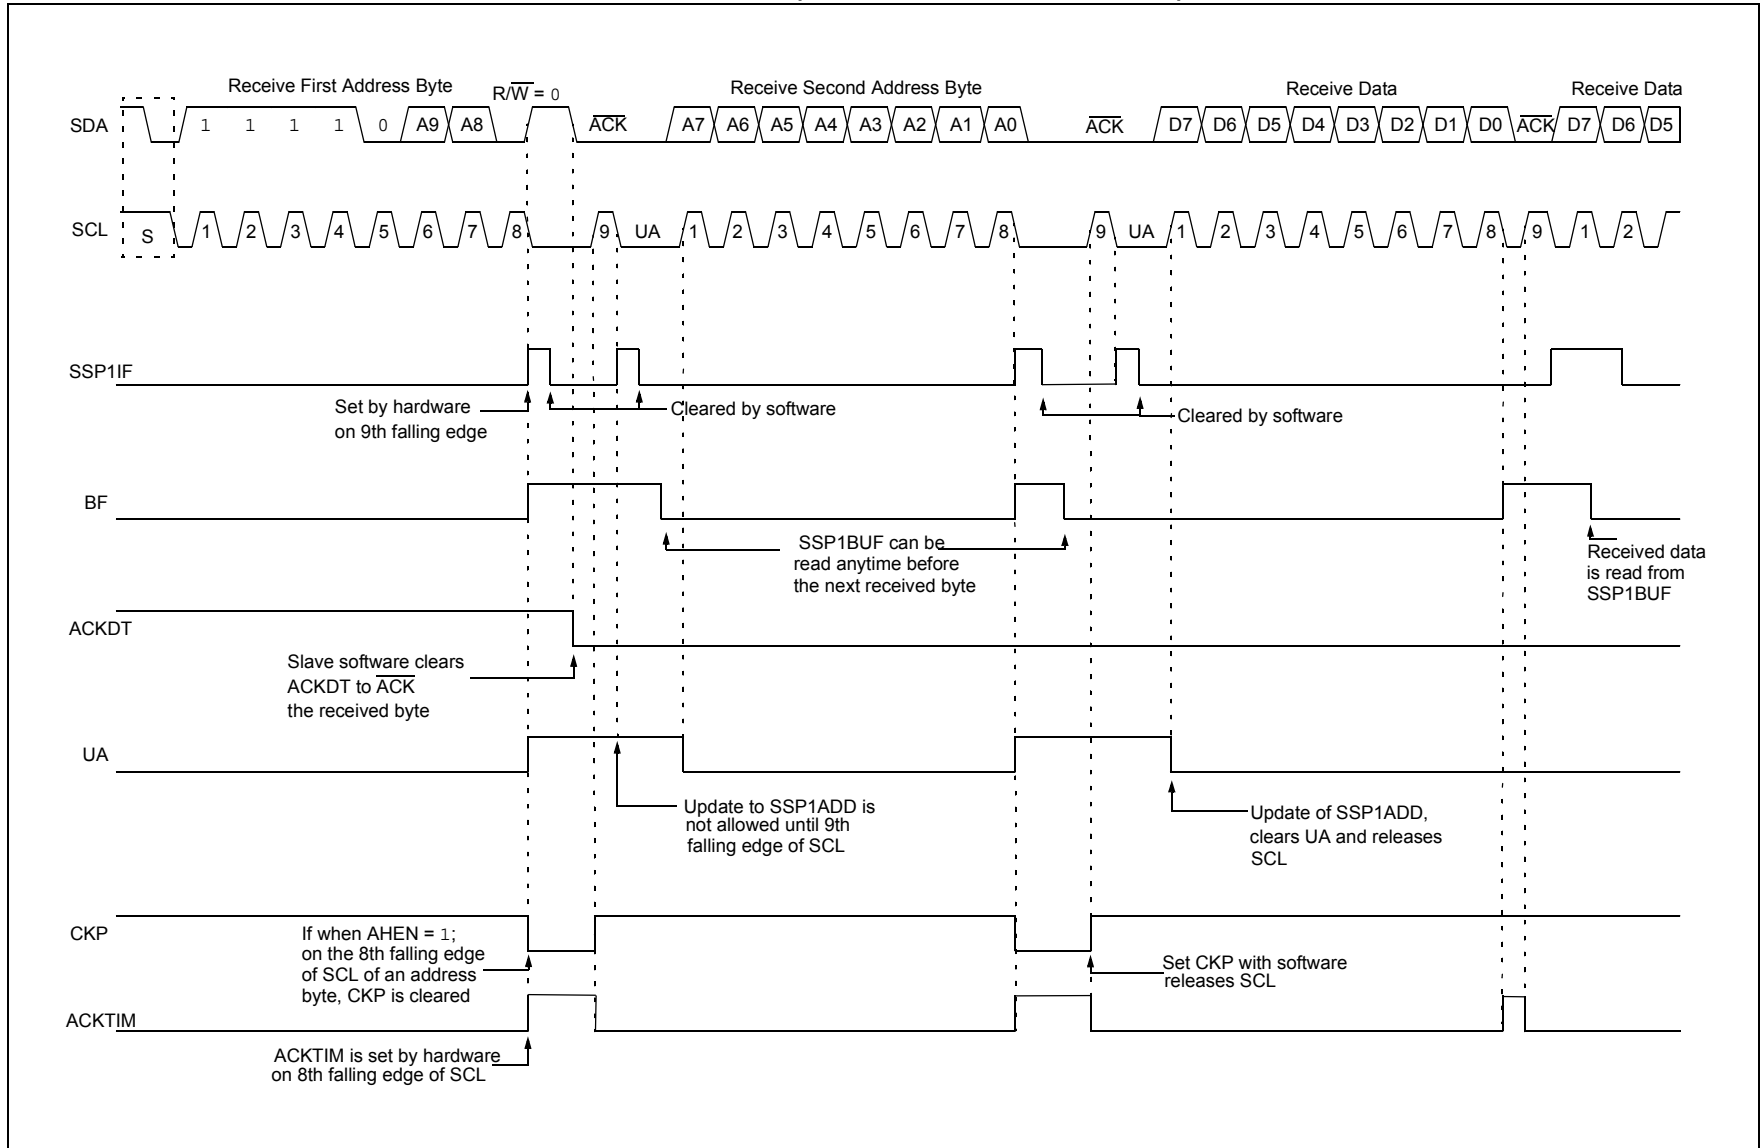 Receive First Address Byte
R/W = 0
Receive Second Address Byte
Receive Data
Receive Data
SDA
1 1 1 1 0 A9 A8 ACK A7 A6 A5 A4 A3 A2 A1 A0 ACK D7 D6 D5 D4 D3 D2 D1 D0 ACK D7 D6 D5
SCL
S 1 2 3 4 5 6 7 8 9 UA 1 2 3 4 5 6 7 8 9 UA 1 2 3 4 5 6 7 8 9 1 2
SSP1IF
Set by hardware
on 9th falling edge
Cleared by software
Cleared by software
BF
SSP1BUF can be
read anytime before
the next received byte
Received data
is read from
SSP1BUF
ACKDT
Slave software clears
ACKDT to ACK
the received byte
UA
Update to SSP1ADD is
not allowed until 9th
falling edge of SCL
Update of SSP1ADD,
clears UA and releases
SCL
CKP
If when AHEN = 1;
on the 8th falling edge
of SCL of an address
byte, CKP is cleared
Set CKP with software
releases SCL
ACKTIM
ACKTIM is set by hardware
on 8th falling edge of SCL